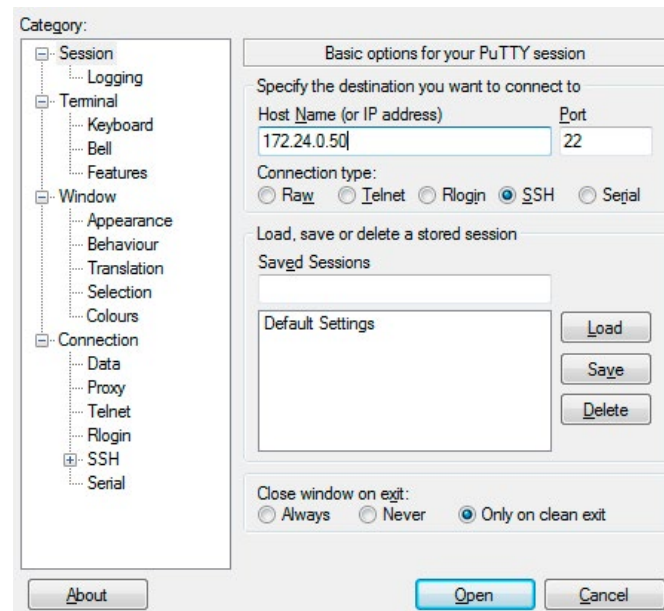 Category:
Session
Logging
Terminal
Keyboard
Bell
Features
Window
Appearance
Behaviour
Translation
Selection
Colours
Connection
Data
Proxy
Telnet
Rlogin
SSH
Serial
Basic options for your PuTTY session
Specify the destination you want to connect to
Host Name (or IP address) Port
172.24.0.50 22
Connection type:
Raw Telnet Rlogin SSH Serial
Load, save or delete a stored session
Saved Sessions
Default Settings
Load
Save
Delete
Close window on exit:
Always Never Only on clean exit
About Open Cancel